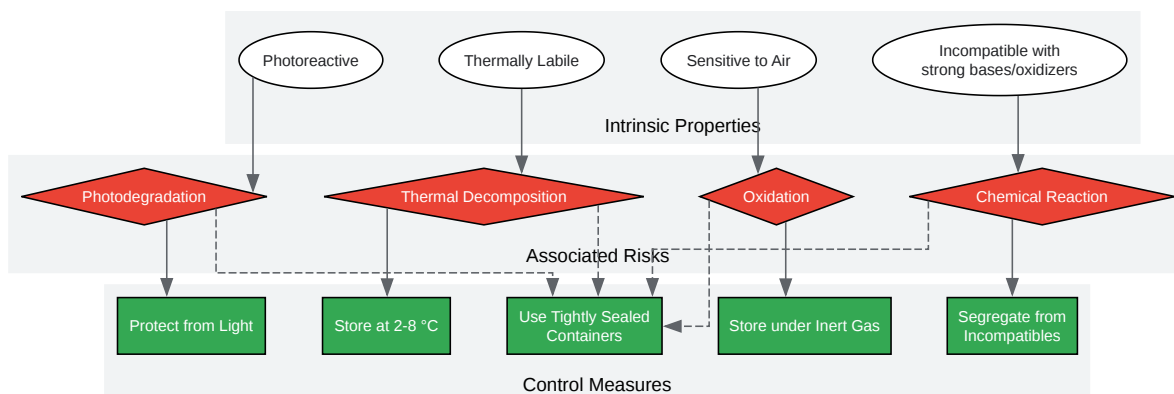 Photoreactive
Thermally Labile
Sensitive to Air
Incompatible with
strong bases/oxidizers
Intrinsic Properties
Photodegradation
Thermal Decomposition
Oxidation
Chemical Reaction
Associated Risks
Protect from Light
Store at 2-8 °C
Use Tightly Sealed
Containers
Store under Inert Gas
Segregate from
Incompatibles
Control Measures